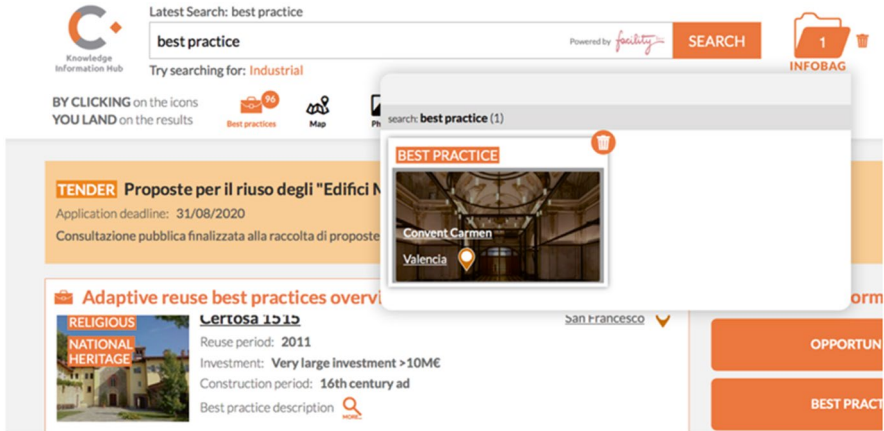 Latest Search: best practice
best practice
Powered by facility
SEARCH
1
INFOBAG
Knowledge
Information Hub
Try searching for: Industrial
BY CLICKING on the icons
YOU LAND on the results
96
Best practices
Map
Ph
search: best practice (1)
BEST PRACTICE
Convent Carmen
Valencia
TENDER Proposte per il riuso degli "Edifici M
Application deadline: 31/08/2020
Consultazione pubblica finalizzata alla raccolta di proposte
Adaptive reuse best practices overvi
orm
RELIGIOUS
NATIONAL
HERITAGE
Certosa 1515
San Francesco
Reuse period: 2011
Investment: Very large investment >10M€
Construction period: 16th century ad
Best practice description
MORE...
OPPORTUN
BEST PRACT